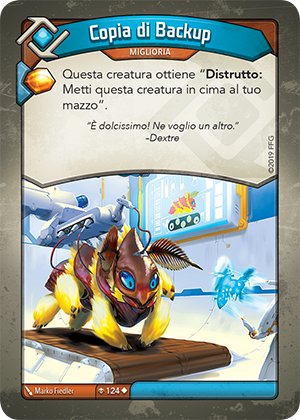 Copia di Backup
MIGLIORIA
Questa creatura ottiene “Distrutto:
Metti questa creatura in cima al tuo
mazzo”.
“È dolcissimo! Ne voglio un altro.”
–Dextre
©2019 FFG
Marko Fiedler
124